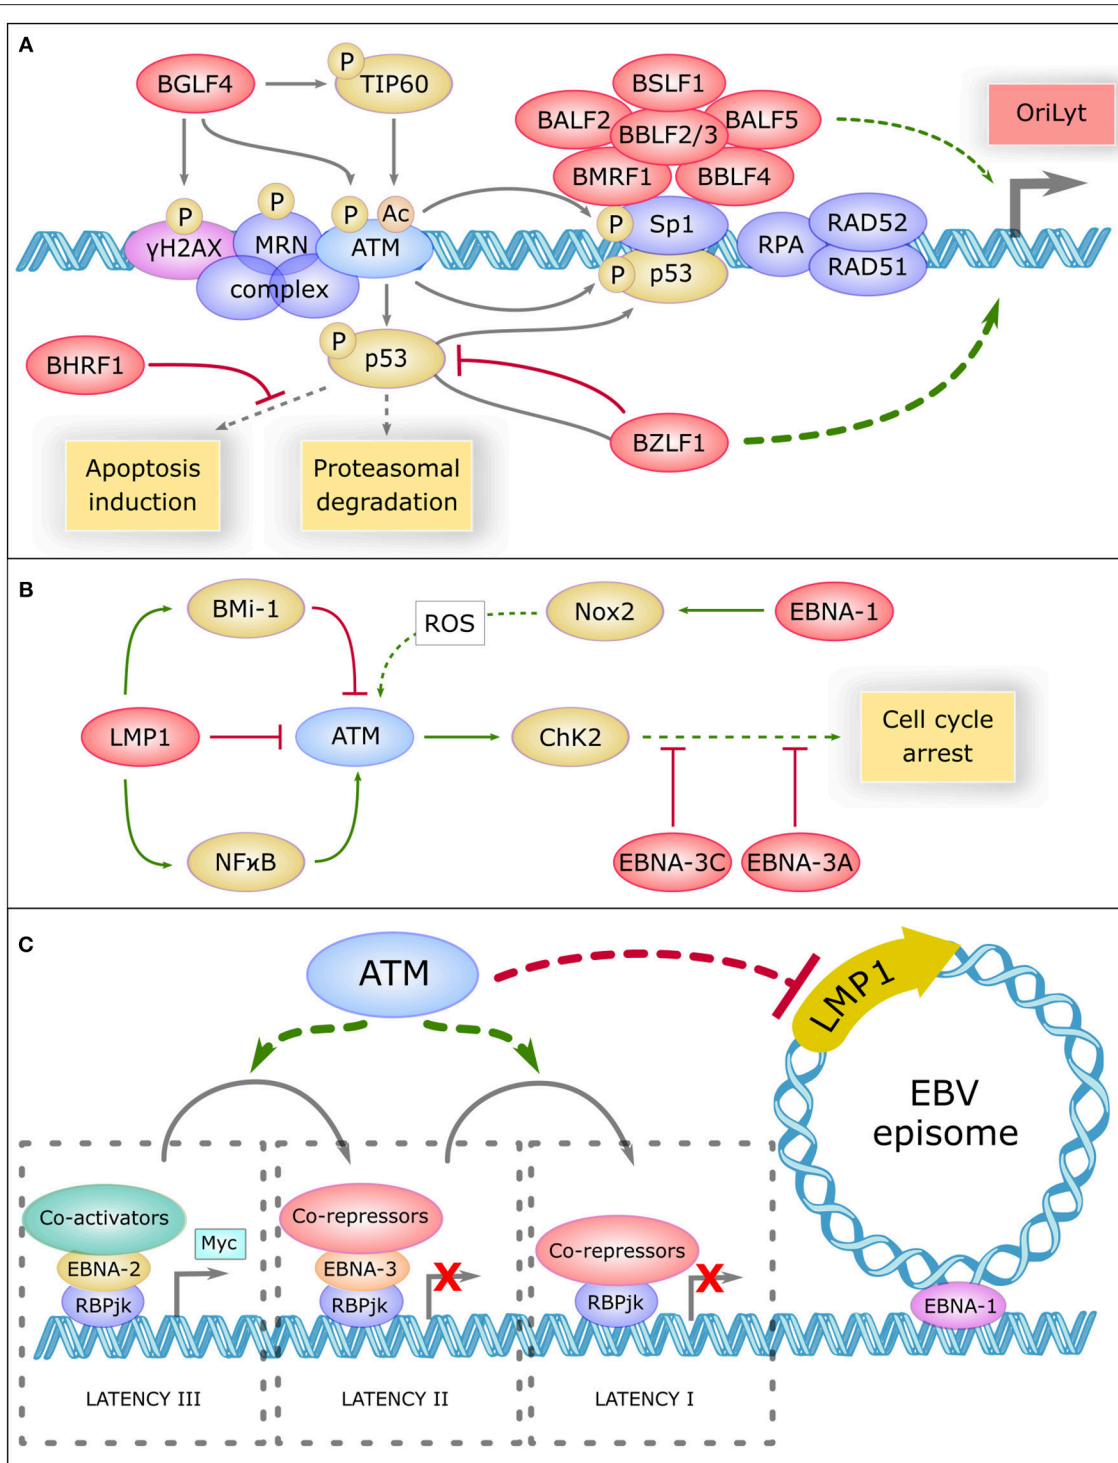 A
BGLF4
P
TIP60
BSLF1
BALF2
BBLF2/3
BALF5
OriLyt
BMRF1
BBLF4
P
P
P
Ac
γH2AX
MRN
ATM
P
Sp1
RPA
RAD52
RAD51
complex
P
p53
P
p53
BHRF1
BZLF1
Apoptosis
induction
Proteasomal
degradation
B
BMi-1
ROS
Nox2
EBNA-1
LMP1
ATM
ChK2
Cell cycle
arrest
NFϰB
EBNA-3C
EBNA-3A
C
ATM
LMP1
EBV
episome
Co-activators
Myc
EBNA-2
RBPjk
Co-repressors
EBNA-3
X
RBPjk
Co-repressors
X
RBPjk
EBNA-1
LATENCY III
LATENCY II
LATENCY I